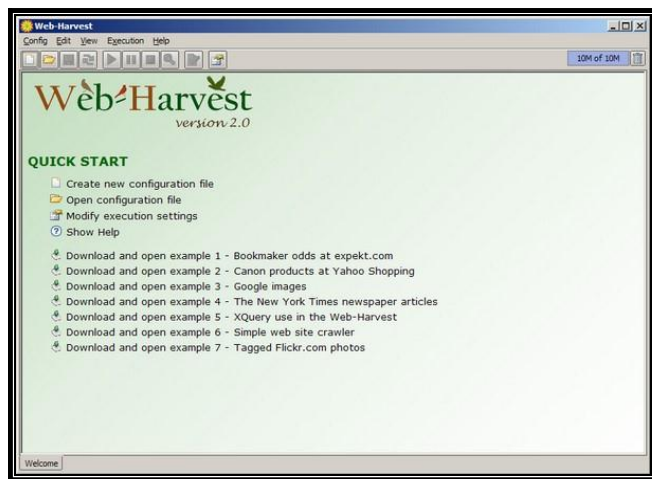 Web-Harvest
Config Edit View Execution Help
10M of 10M
Web-Harvest
version 2.0
QUICK START
Create new configuration file
Open configuration file
Modify execution settings
Show Help
Download and open example 1 - Bookmaker odds at expekt.com
Download and open example 2 - Canon products at Yahoo Shopping
Download and open example 3 - Google images
Download and open example 4 - The New York Times newspaper articles
Download and open example 5 - XQuery use in the Web-Harvest
Download and open example 6 - Simple web site crawler
Download and open example 7 - Tagged Flickr.com photos
Welcome